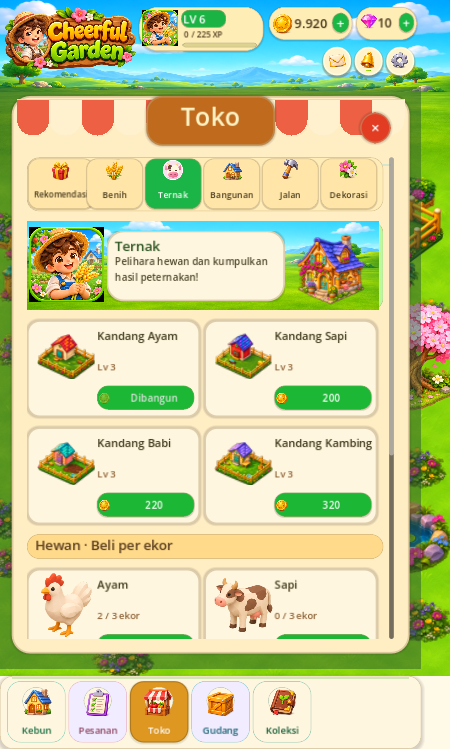 Cheerful
Garden
LV 6
0 / 225 XP
9.920
+
10
+
Toko
×
Rekomendasi
Benih
Ternak
Bangunan
Jalan
Dekorasi
Ternak
Pelihara hewan dan kumpulkan
hasil peternakan!
Kandang Ayam
Lv 3
Dibangun
Kandang Sapi
Lv 3
200
Kandang Babi
Lv 3
220
Kandang Kambing
Lv 3
320
Hewan · Beli per ekor
Ayam
2 / 3 ekor
Sapi
0 / 3 ekor
Kebun
Pesanan
Toko
Gudang
Koleksi